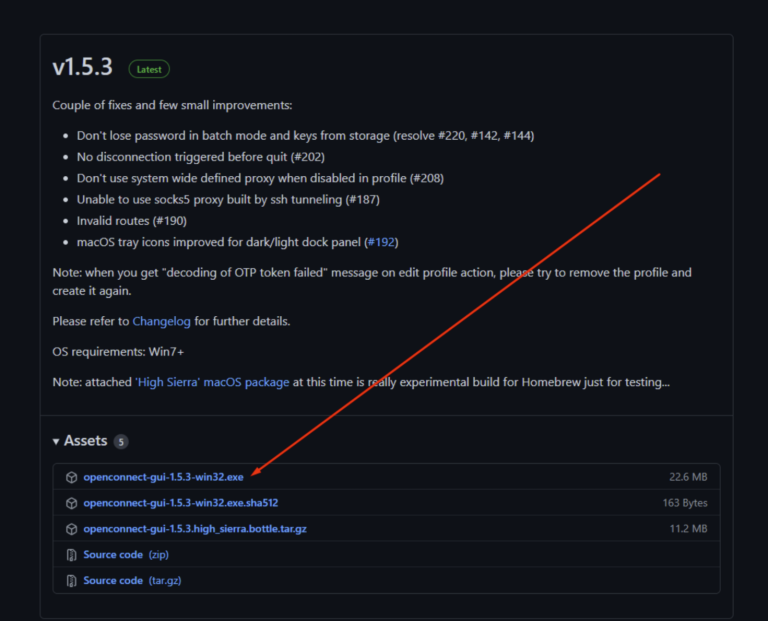 v1.5.3 Latest
Couple of fixes and few small improvements:
Don't lose password in batch mode and keys from storage (resolve #220, #142, #144)
No disconnection triggered before quit (#202)
Don't use system wide defined proxy when disabled in profile (#208)
Unable to use socks5 proxy built by ssh tunneling (#187)
Invalid routes (#190)
macOS tray icons improved for dark/light dock panel (#192)
Note: when you get "decoding of OTP token failed" message on edit profile action, please try to remove the profile and
create it again.
Please refer to Changelog for further details.
OS requirements: Win7+
Note: attached 'High Sierra' macOS package at this time is really experimental build for Homebrew just for testing...
Assets 5
openconnect-gui-1.5.3-win32.exe 22.6 MB
openconnect-gui-1.5.3-win32.exe.sha512 163 Bytes
openconnect-gui-1.5.3.high_sierra.bottle.tar.gz 11.2 MB
Source code (zip)
Source code (tar.gz)